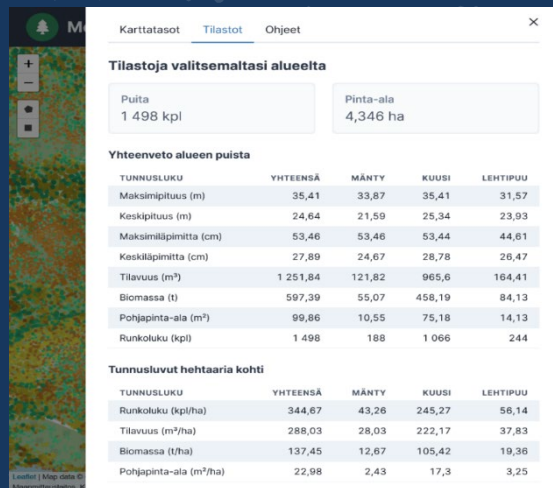 Me
×
Karttatasot Tilastot Ohjeet
+
−
Tilastoja valitsemaltasi alueelta
Puita Pinta-ala
1 498 kpl 4,346 ha
Yhteenveto alueen puista
TUNNUSLUKU YHTEENSÄ MÄNTY KUUSI LEHTIPUU
Maksimipituus (m) 35,41 33,87 35,41 31,57
Keskipituus (m) 24,64 21,59 25,34 23,93
Maksimiläpimitta (cm) 53,46 53,46 53,44 44,61
Keskiläpimitta (cm) 27,89 24,67 28,78 26,47
Tilavuus (m³) 1 251,84 121,82 965,6 164,41
Biomassa (t) 597,39 55,07 458,19 84,13
Pohjapinta-ala (m²) 99,86 10,55 75,18 14,13
Runkoluku (kpl) 1 498 188 1 066 244
Tunnusluvut hehtaaria kohti
TUNNUSLUKU YHTEENSÄ MÄNTY KUUSI LEHTIPUU
Runkoluku (kpl/ha) 344,67 43,26 245,27 56,14
Tilavuus (m³/ha) 288,03 28,03 222,17 37,83
Biomassa (t/ha) 137,45 12,67 105,42 19,36
Pohjapinta-ala (m²/ha) 22,98 2,43 17,3 3,25
Leaflet | Map data ©